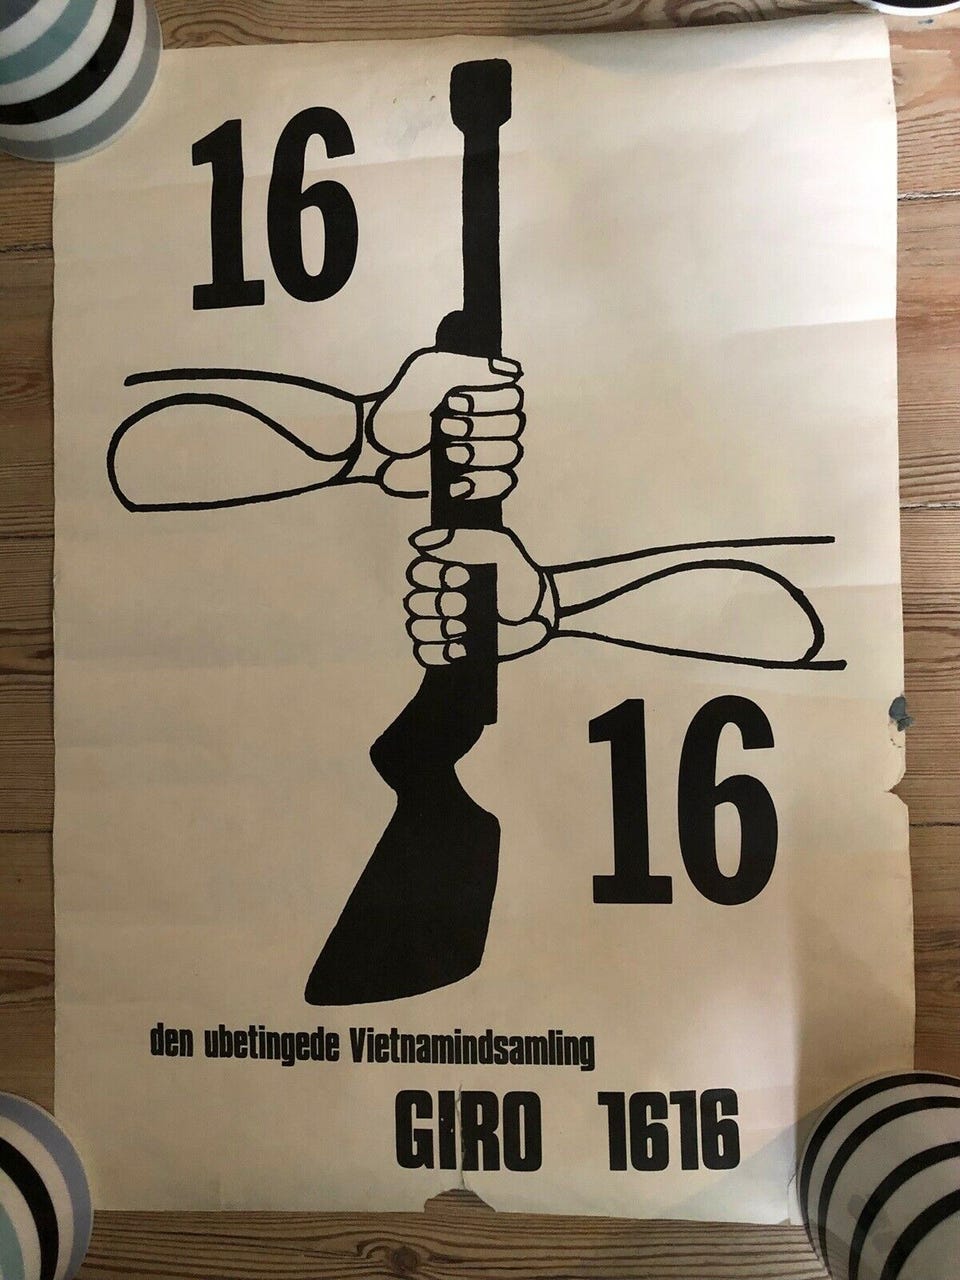 16
16
den ubetingede Vietnamindsamling
GIRO 1616